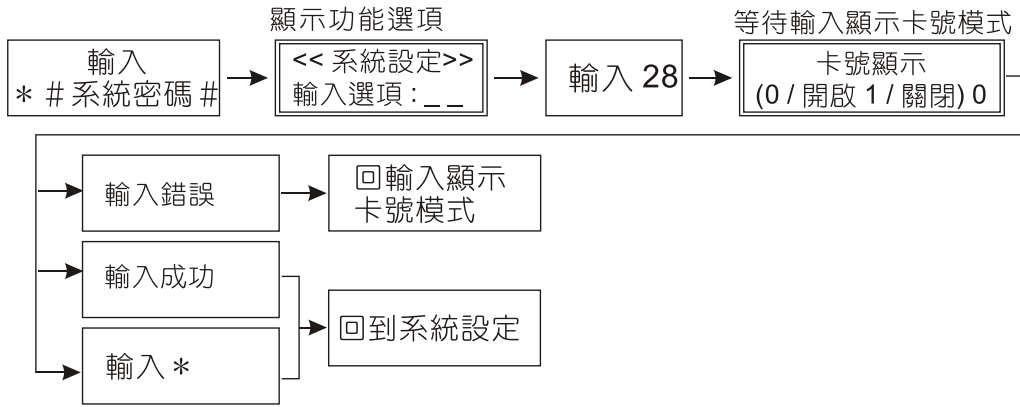 顯示功能選項
等待輸入顯示卡號模式
輸入
＊＃系統密碼＃
<< 系統設定>>
輸入選項:_ _
輸入 28
卡號顯示
(0 / 開啟 1 / 關閉) 0
輸入錯誤
回輸入顯示
卡號模式
輸入成功
回到系統設定
輸入＊